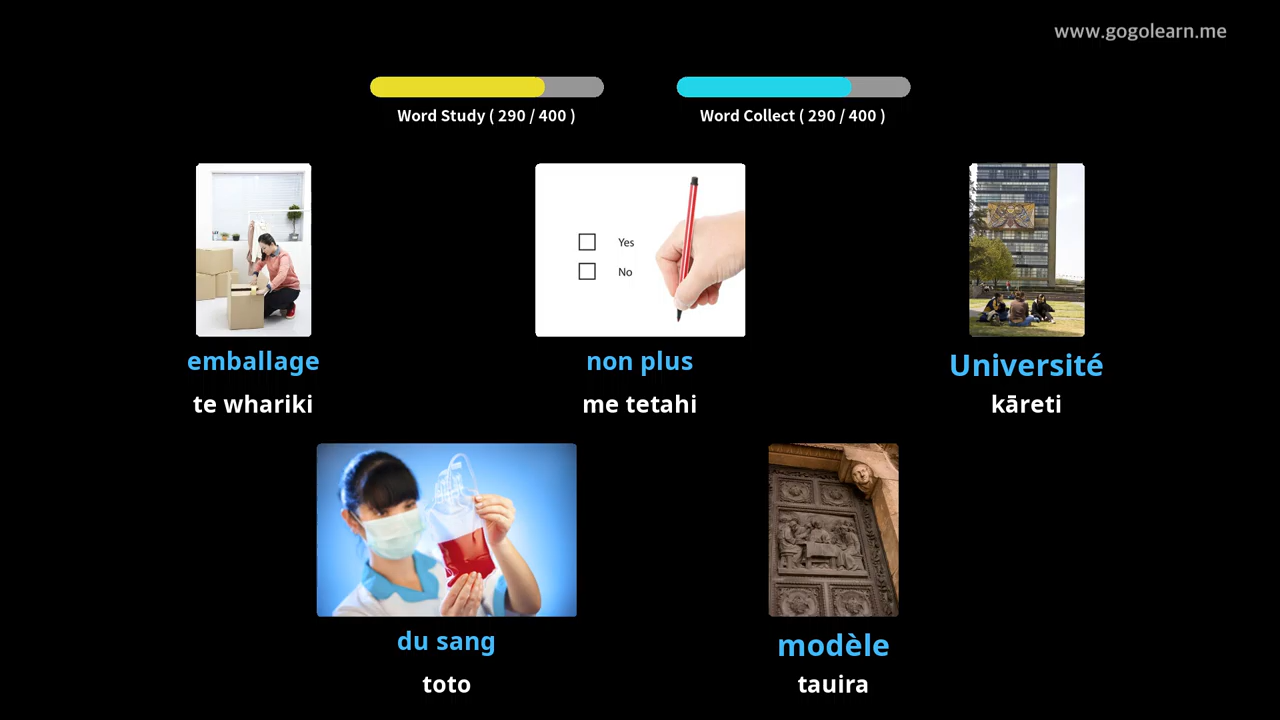 www.gogolearn.me
Word Study ( 290 / 400 )
Word Collect ( 290 / 400 )
Yes
No
emballage
non plus
Université
te whariki
me tetahi
kāreti
du sang
modèle
toto
tauira